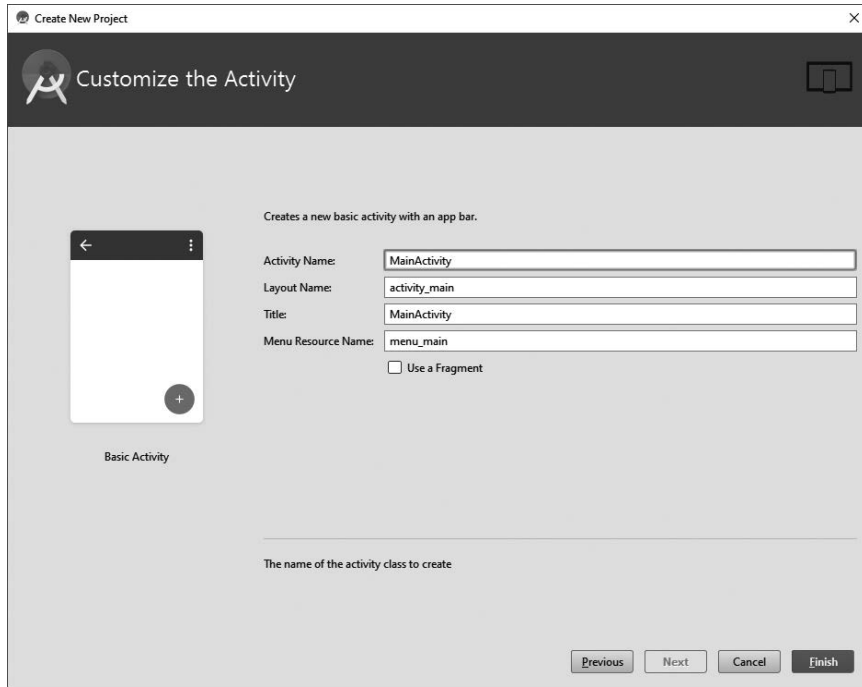 Create New Project
Customize the Activity
Creates a new basic activity with an app bar.
Activity Name: MainActivity
Layout Name: activity_main
Title: MainActivity
Menu Resource Name: menu_main
Use a Fragment
Basic Activity
The name of the activity class to create
Previous Next Cancel Finish